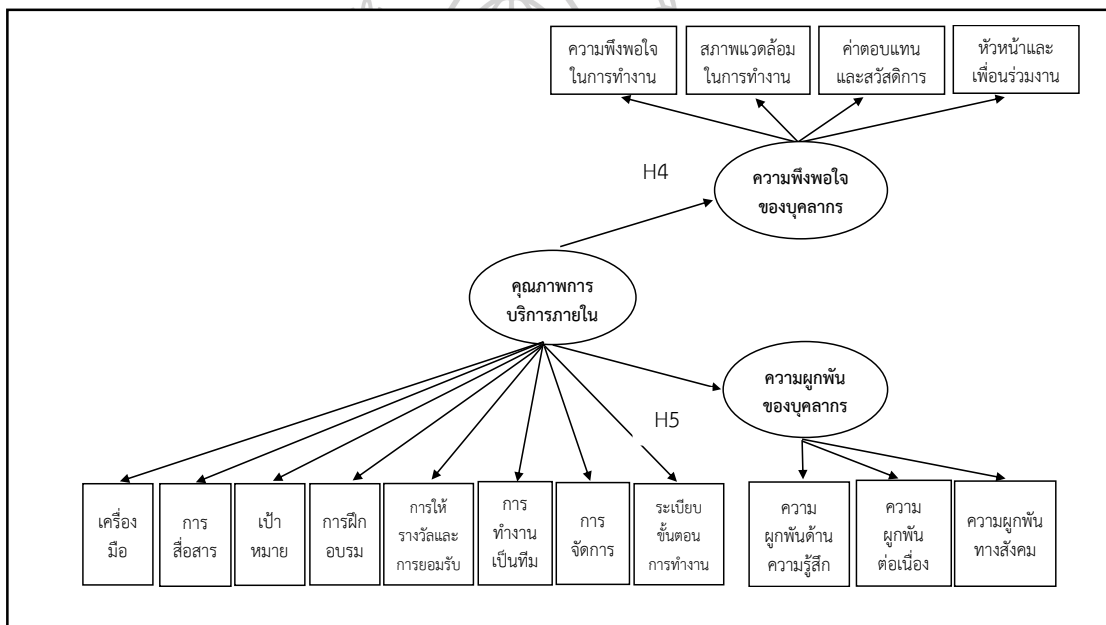 ความพึงพอใจ
ในการทำงาน
สภาพแวดล้อม
ในการทำงาน
ค่าตอบแทน
และสวัสดิการ
หัวหน้าและ
เพื่อนร่วมงาน
H4
ความพึงพอใจ
ของบุคลากร
คุณภาพการ
บริการภายใน
ความผูกพัน
ของบุคลากร
H5
เครื่อง
มือ
การ
สื่อสาร
เป้า
หมาย
การฝึก
อบรม
การให้
รางวัลและ
การยอมรับ
การ
ทำงาน
เป็นทีม
การ
จัดการ
ระเบียบ
ขั้นตอน
การทำงาน
ความ
ผูกพันด้าน
ความรู้สึก
ความ
ผูกพัน
ต่อเนื่อง
ความผูกพัน
ทางสังคม